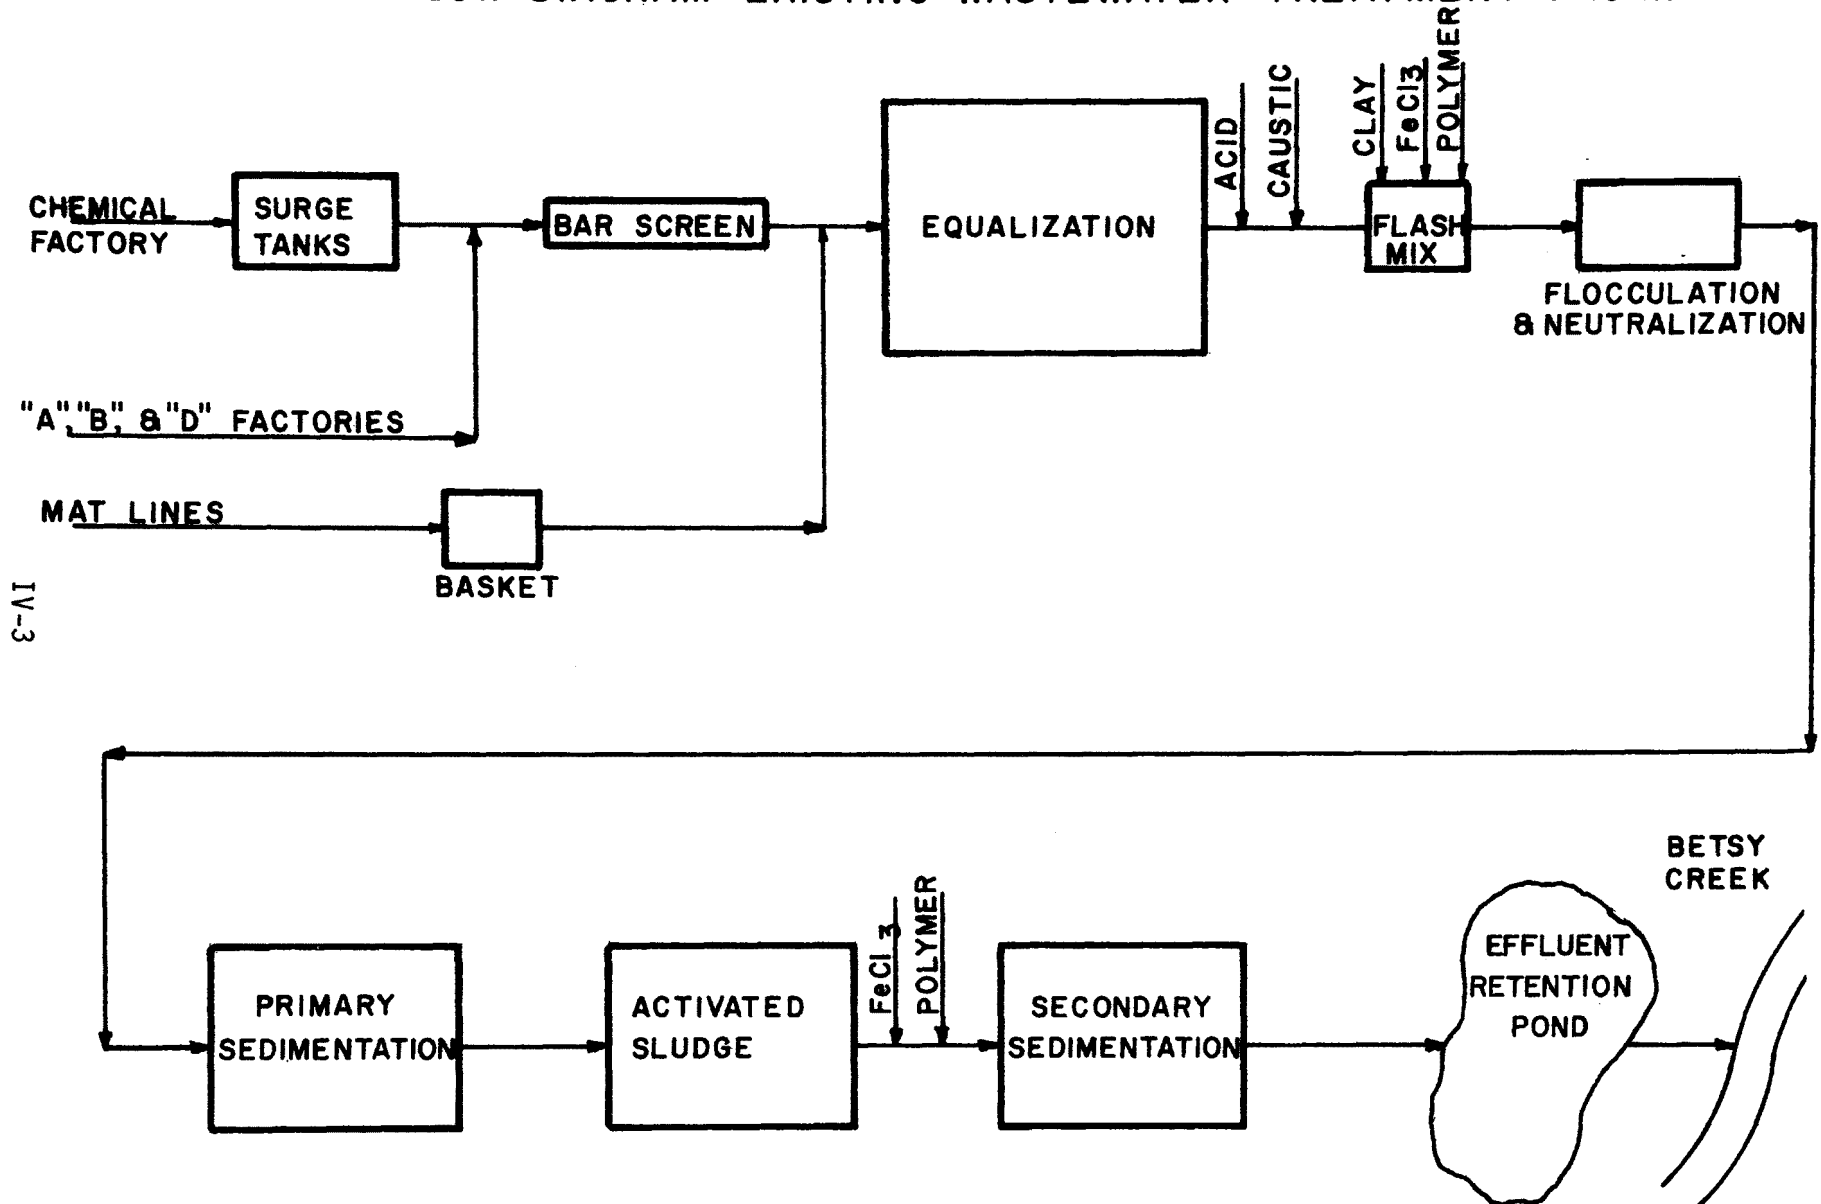 CHEMICAL
FACTORY
SURGE
TANKS
BAR SCREEN
EQUALIZATION
ACID
CAUSTIC
CLAY
FeCl3
POLYMER
FLASH
MIX
FLOCCULATION
& NEUTRALIZATION
"A","B", & "D" FACTORIES
MAT LINES
BASKET
IV-3
PRIMARY
SEDIMENTATION
ACTIVATED
SLUDGE
FeCl3
POLYMER
SECONDARY
SEDIMENTATION
EFFLUENT
RETENTION
POND
BETSY
CREEK